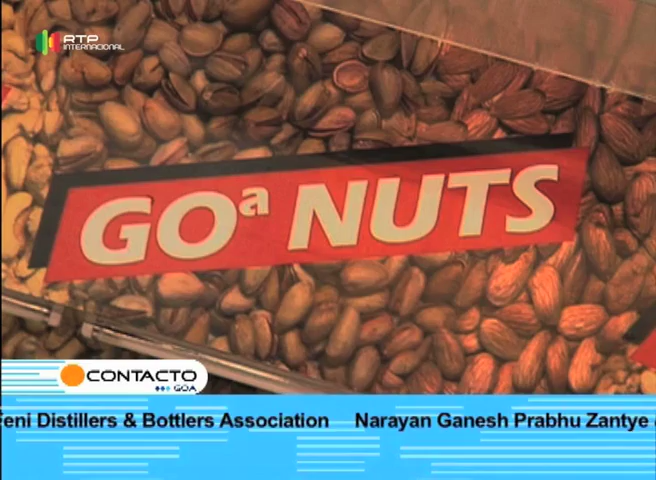 RTP
INTERNACIONAL
GOa NUTS
CONTACTO
GOA
Feni Distillers & Bottlers Association Narayan Ganesh Prabhu Zantye &